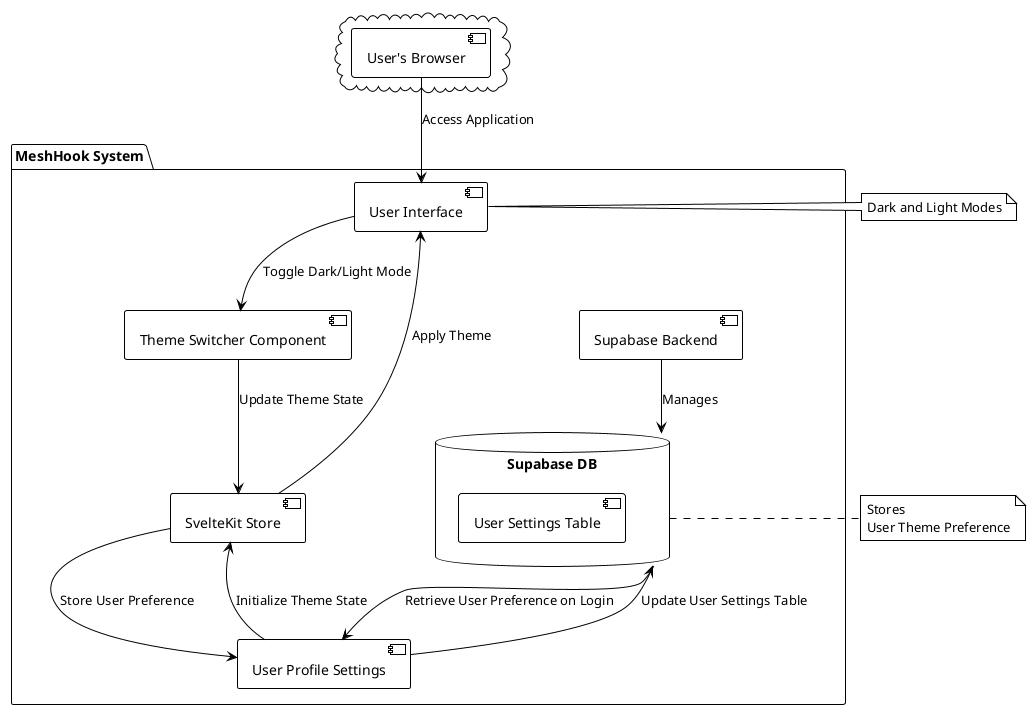 User's Browser
Access Application
MeshHook System
User Interface
Dark and Light Modes
Toggle Dark/Light Mode
Theme Switcher Component
Apply Theme
Supabase Backend
Update Theme State
Manages
Supabase DB
SvelteKit Store
User Settings Table
Stores
User Theme Preference
Store User Preference
Initialize Theme State
Retrieve User Preference on Login
Update User Settings Table
User Profile Settings